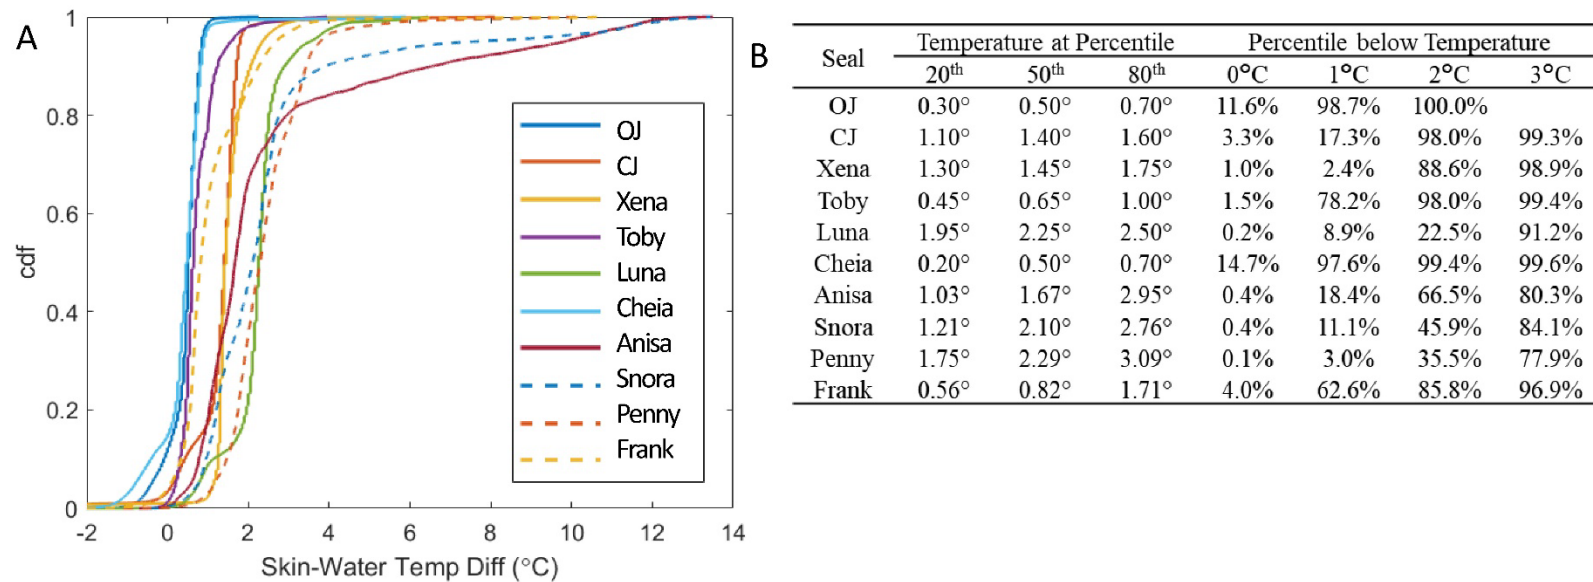 A
cdf
1
0.8
0.6
0.4
0.2
0
-2
0
2
4
6
8
10
12
14
Skin-Water Temp Diff (°C)
OJ
CJ
Xena
Toby
Luna
Cheia
Anisa
Snora
Penny
Frank
B
Seal Temperature at Percentile Percentile below Temperature
20th 50th 80th 0°C 1°C 2°C 3°C
OJ 0.30° 0.50° 0.70° 11.6% 98.7% 100.0%
CJ 1.10° 1.40° 1.60° 3.3% 17.3% 98.0% 99.3%
Xena 1.30° 1.45° 1.75° 1.0% 2.4% 88.6% 98.9%
Toby 0.45° 0.65° 1.00° 1.5% 78.2% 98.0% 99.4%
Luna 1.95° 2.25° 2.50° 0.2% 8.9% 22.5% 91.2%
Cheia 0.20° 0.50° 0.70° 14.7% 97.6% 99.4% 99.6%
Anisa 1.03° 1.67° 2.95° 0.4% 18.4% 66.5% 80.3%
Snora 1.21° 2.10° 2.76° 0.4% 11.1% 45.9% 84.1%
Penny 1.75° 2.29° 3.09° 0.1% 3.0% 35.5% 77.9%
Frank 0.56° 0.82° 1.71° 4.0% 62.6% 85.8% 96.9%